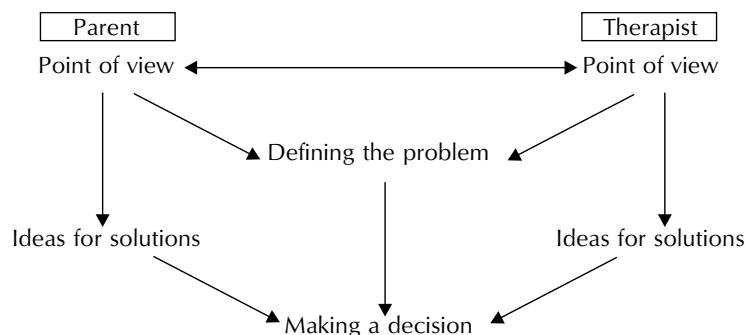 Parent
Therapist
Point of view
Point of view
Defining the problem
Ideas for solutions
Ideas for solutions
Making a decision